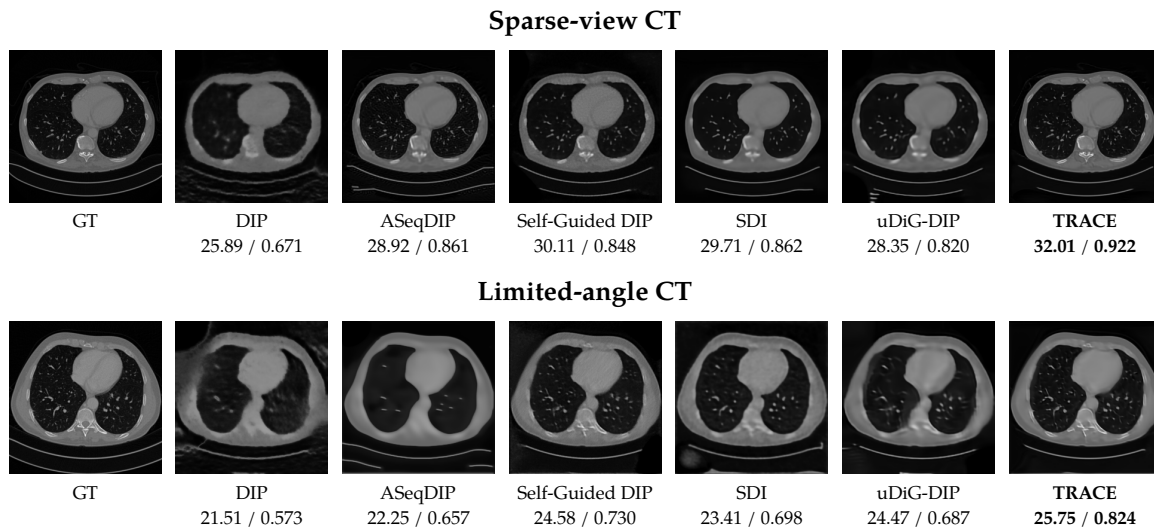 Sparse-view CT
GT DIP ASeqDIP Self-Guided DIP SDI uDiG-DIP TRACE
25.89 / 0.671 28.92 / 0.861 30.11 / 0.848 29.71 / 0.862 28.35 / 0.820 32.01 / 0.922
Limited-angle CT
GT DIP ASeqDIP Self-Guided DIP SDI uDiG-DIP TRACE
21.51 / 0.573 22.25 / 0.657 24.58 / 0.730 23.41 / 0.698 24.47 / 0.687 25.75 / 0.824